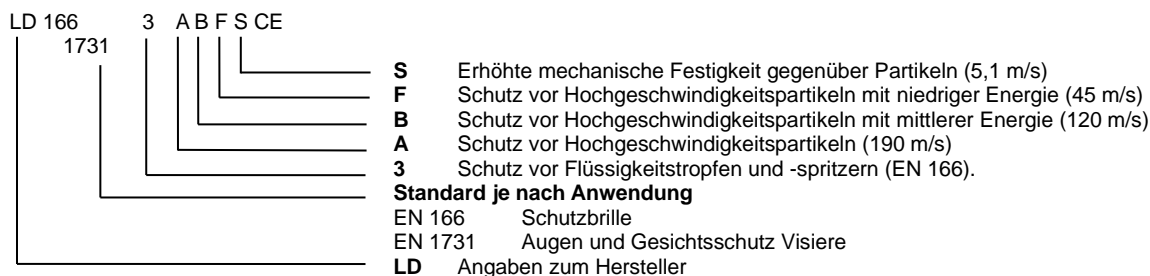 LD 166 3 A B F S CE
1731
S Erhöhte mechanische Festigkeit gegenüber Partikeln (5,1 m/s)
F Schutz vor Hochgeschwindigkeitspartikeln mit niedriger Energie (45 m/s)
B Schutz vor Hochgeschwindigkeitspartikeln mit mittlerer Energie (120 m/s)
A Schutz vor Hochgeschwindigkeitspartikeln (190 m/s)
3 Schutz vor Flüssigkeitstropfen und -spritzern (EN 166).
Standard je nach Anwendung
EN 166 Schutzbrille
EN 1731 Augen und Gesichtsschutz Visiere
LD Angaben zum Hersteller